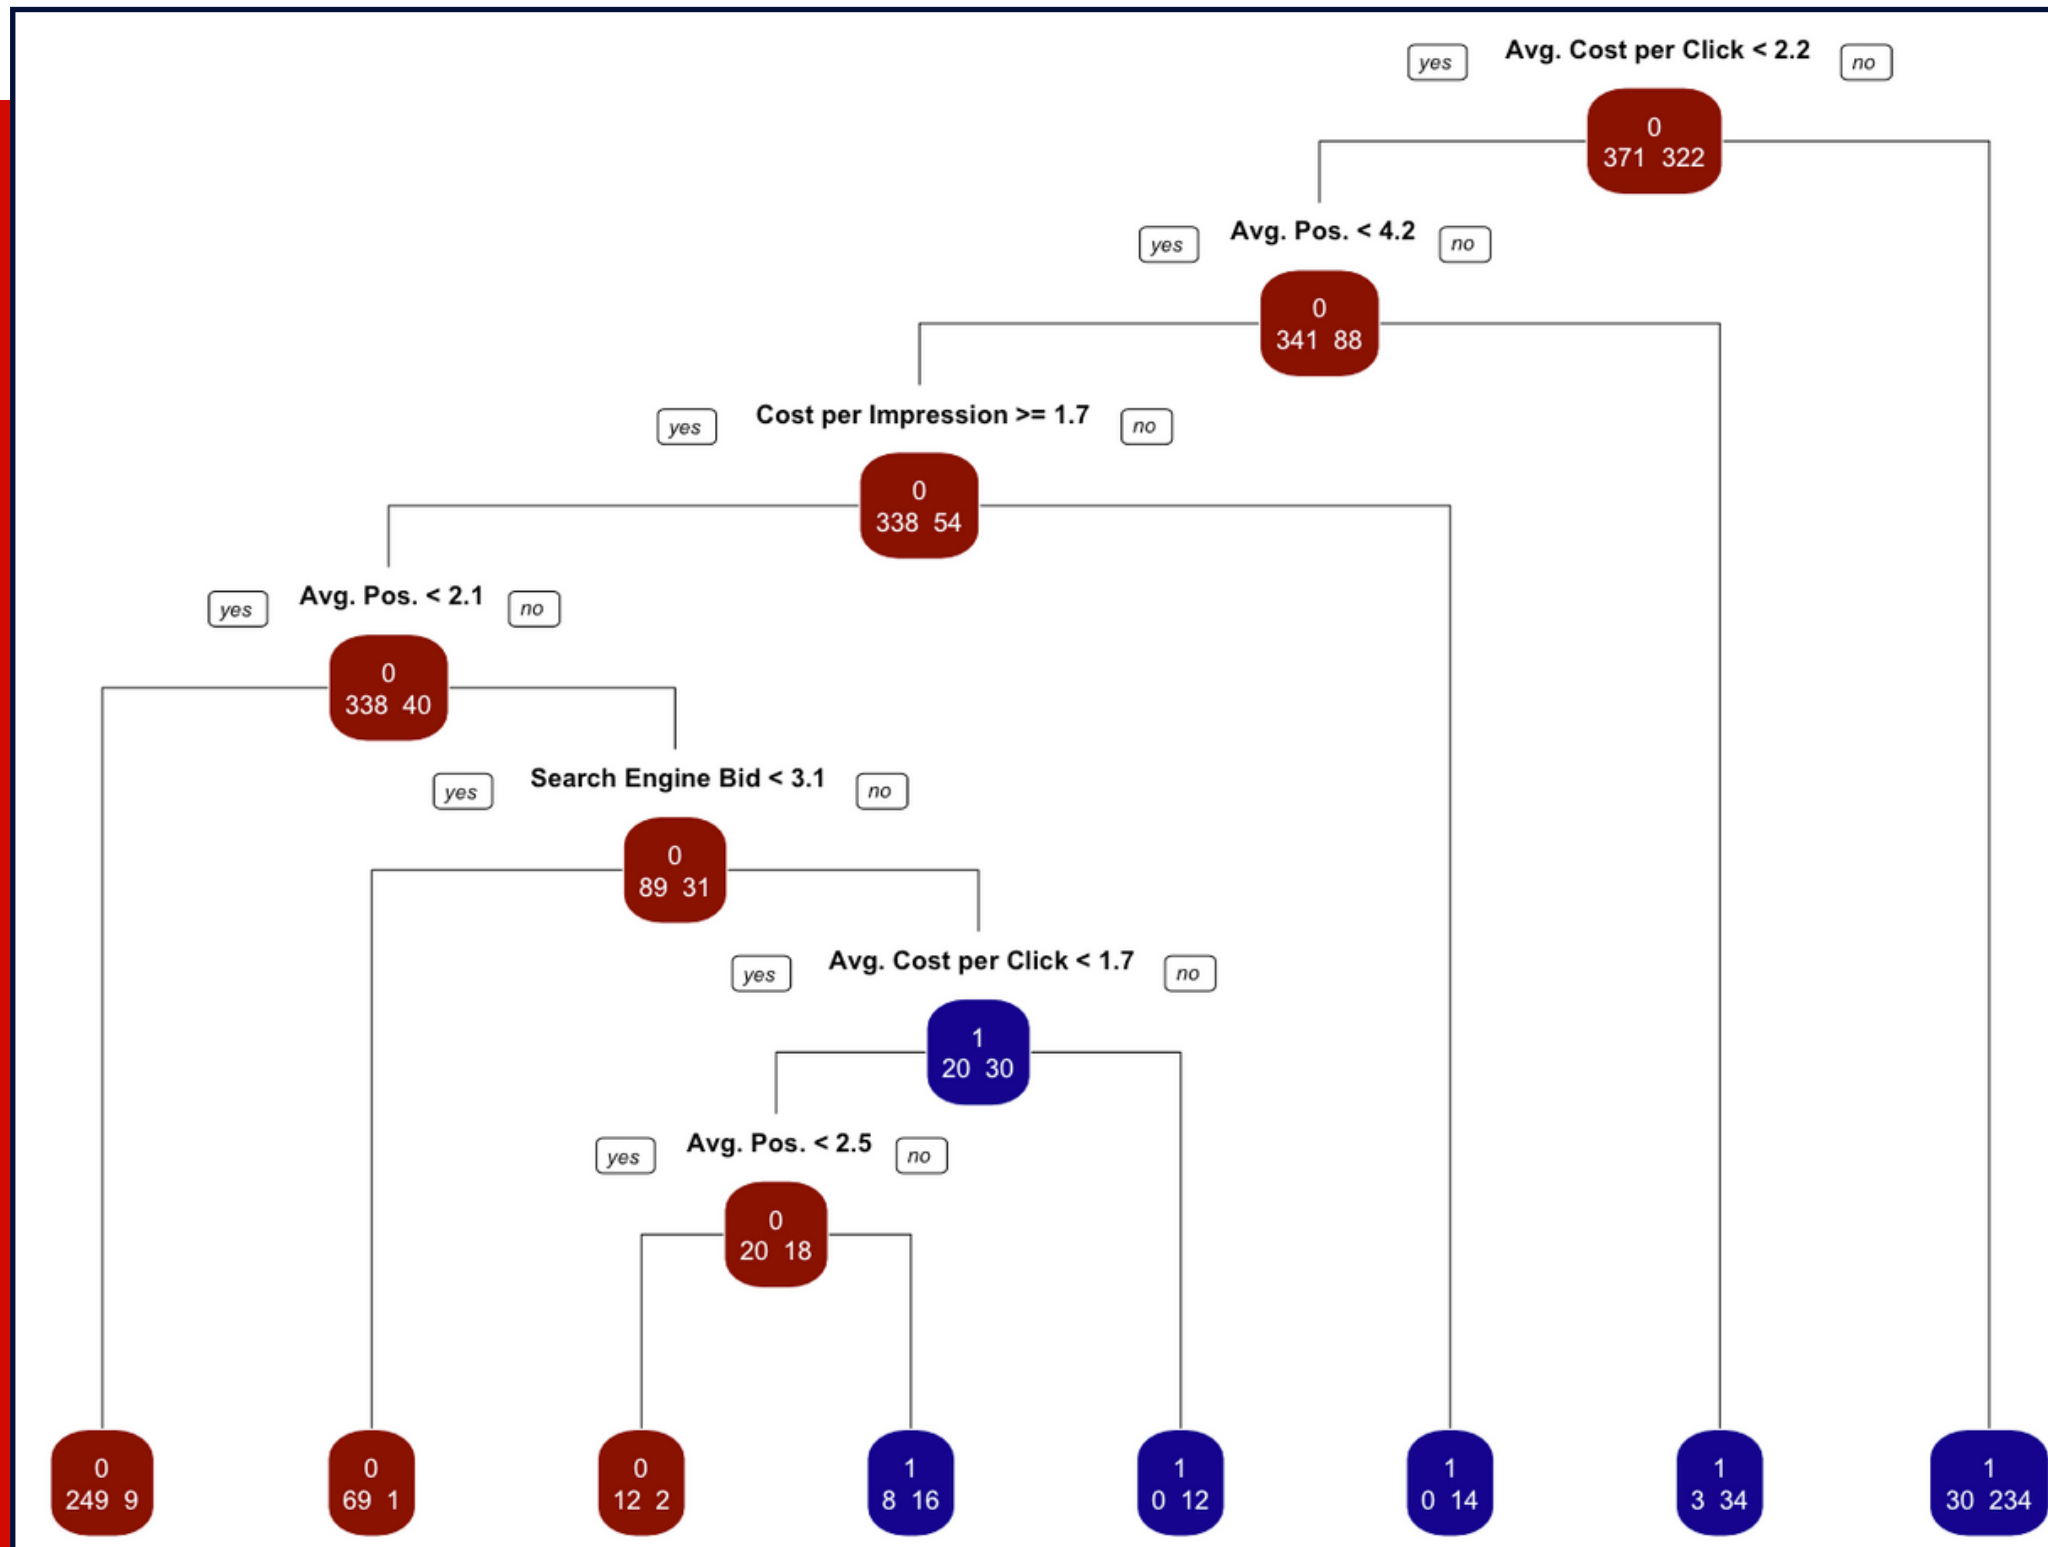 Avg. Cost per Click < 2.2
yes
no
0
371 322
Avg. Pos. < 4.2
yes
no
0
341 88
Cost per Impression >= 1.7
yes
no
0
338 54
Avg. Pos. < 2.1
yes
no
0
338 40
Search Engine Bid < 3.1
yes
no
0
89 31
Avg. Cost per Click < 1.7
yes
no
1
20 30
Avg. Pos. < 2.5
yes
no
0
20 18
0
249 9
0
69 1
0
12 2
1
8 16
1
0 12
1
0 14
1
3 34
1
30 234